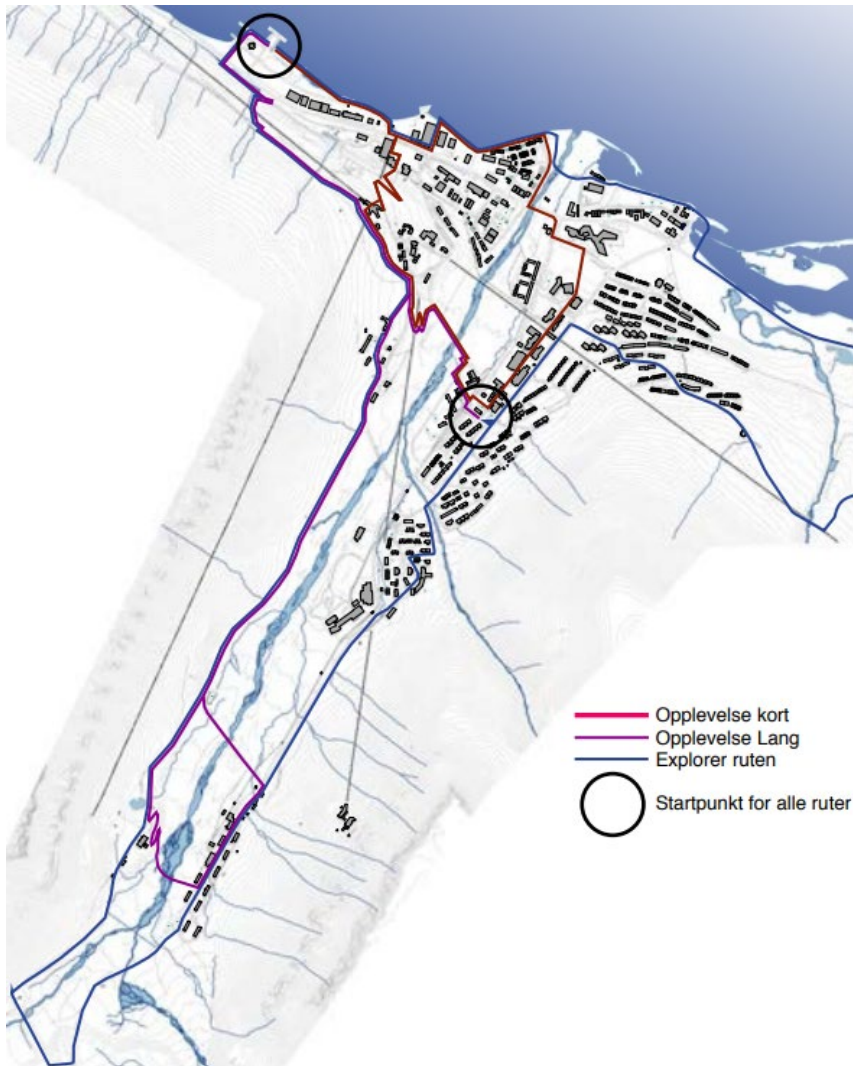 Opplevelse kort
Opplevelse Lang
Explorer ruten
Startpunkt for alle ruter